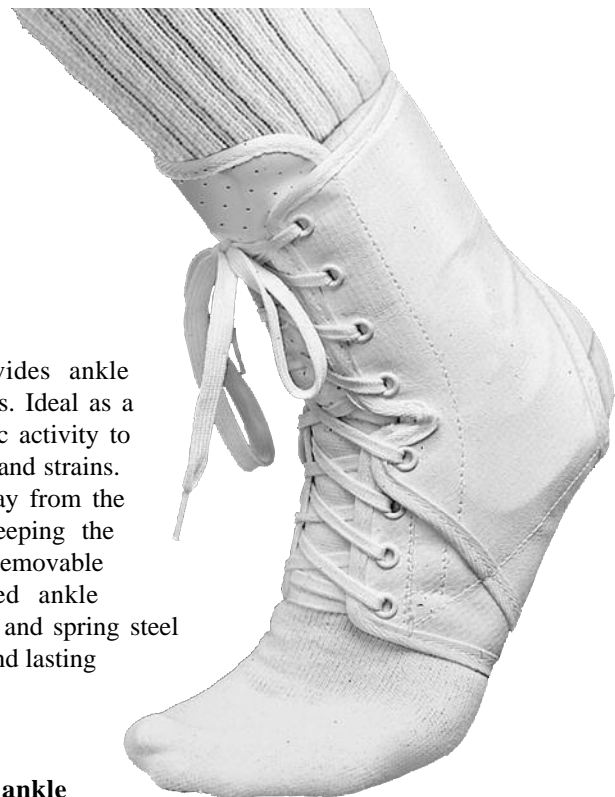 vides ankle
s. Ideal as a
c activity to
and strains.
ay from the
eeping the
emovable
ed ankle
and spring steel
nd lasting
ankle